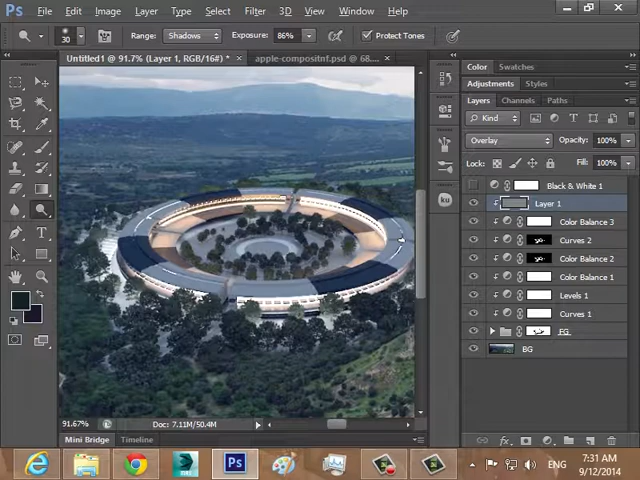 Ps File Edit Image Layer Type Select Filter 3D View Window Help
30 Range: Shadows Exposure: 86% Protect Tones
Untitled1 @ 91.7% (Layer 1, RGB/16#) * × apple-compositnf.psd @ 68.... ×
Color Swatches
Adjustments Styles
Layers Channels Paths
Kind
Overlay Opacity: 100%
Lock: Fill: 100%
Black & White 1
Layer 1
Color Balance 3
Curves 2
Color Balance 2
Color Balance 1
Levels 1
Curves 1
FG
BG
ku
T
91.67% Doc: 7.11M/50.4M
Mini Bridge Timeline
fx
Ps
ENG
7:31 AM
9/12/2014